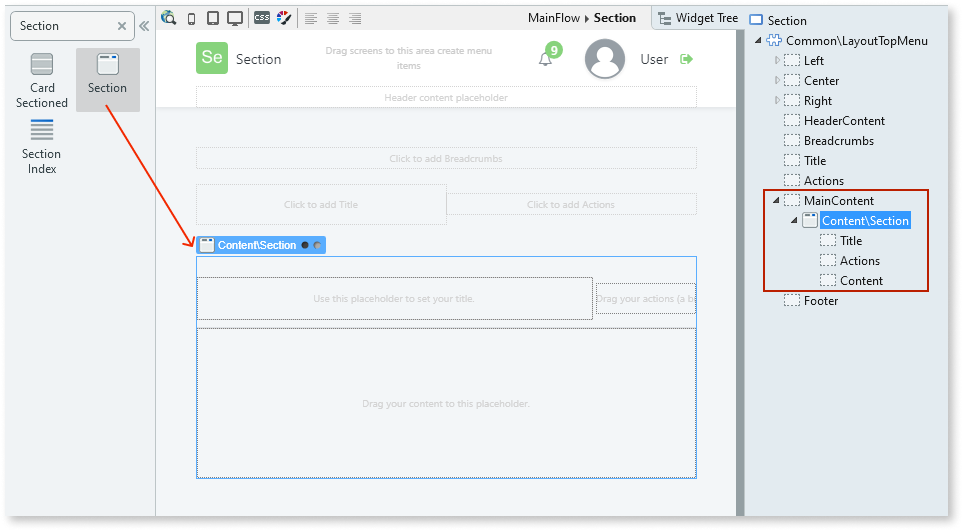 Section
Card
Sectioned
Section
Section
Index
CSS
MainFlow
Section
Widget Tree
Se
Section
Drag screens to this area create menu
items
9
User
Header content placeholder
Click to add Breadcrumbs
Click to add Title
Click to add Actions
Content\Section
Use this placeholder to set your title.
Drag your actions (a b
Drag your content to this placeholder.
Section
Common\LayoutTopMenu
Left
Center
Right
HeaderContent
Breadcrumbs
Title
Actions
MainContent
Content\Section
Title
Actions
Content
Footer